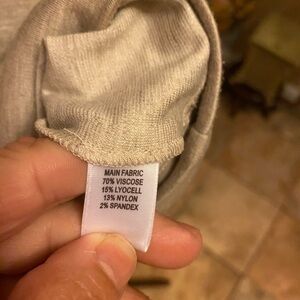 MAIN FABRIC
70% VISCOSE
15% LYOCELL
13% NYLON
2% SPANDEX